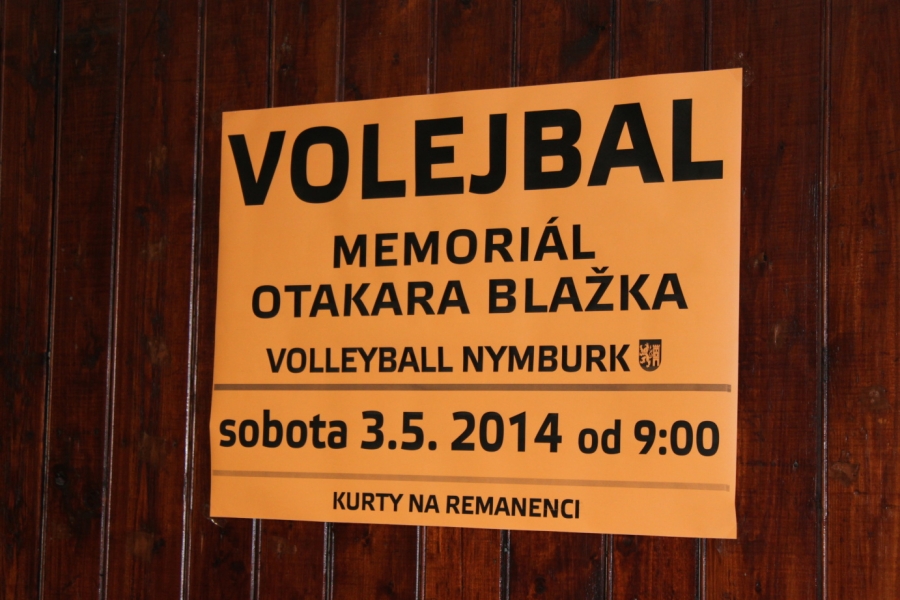 VOLEJBAL
MEMORIÁL
OTAKARA BLAŽKA
VOLLEYBALL NYMBURK
sobota 3.5. 2014 od 9:00
KURTY NA REMANENCI